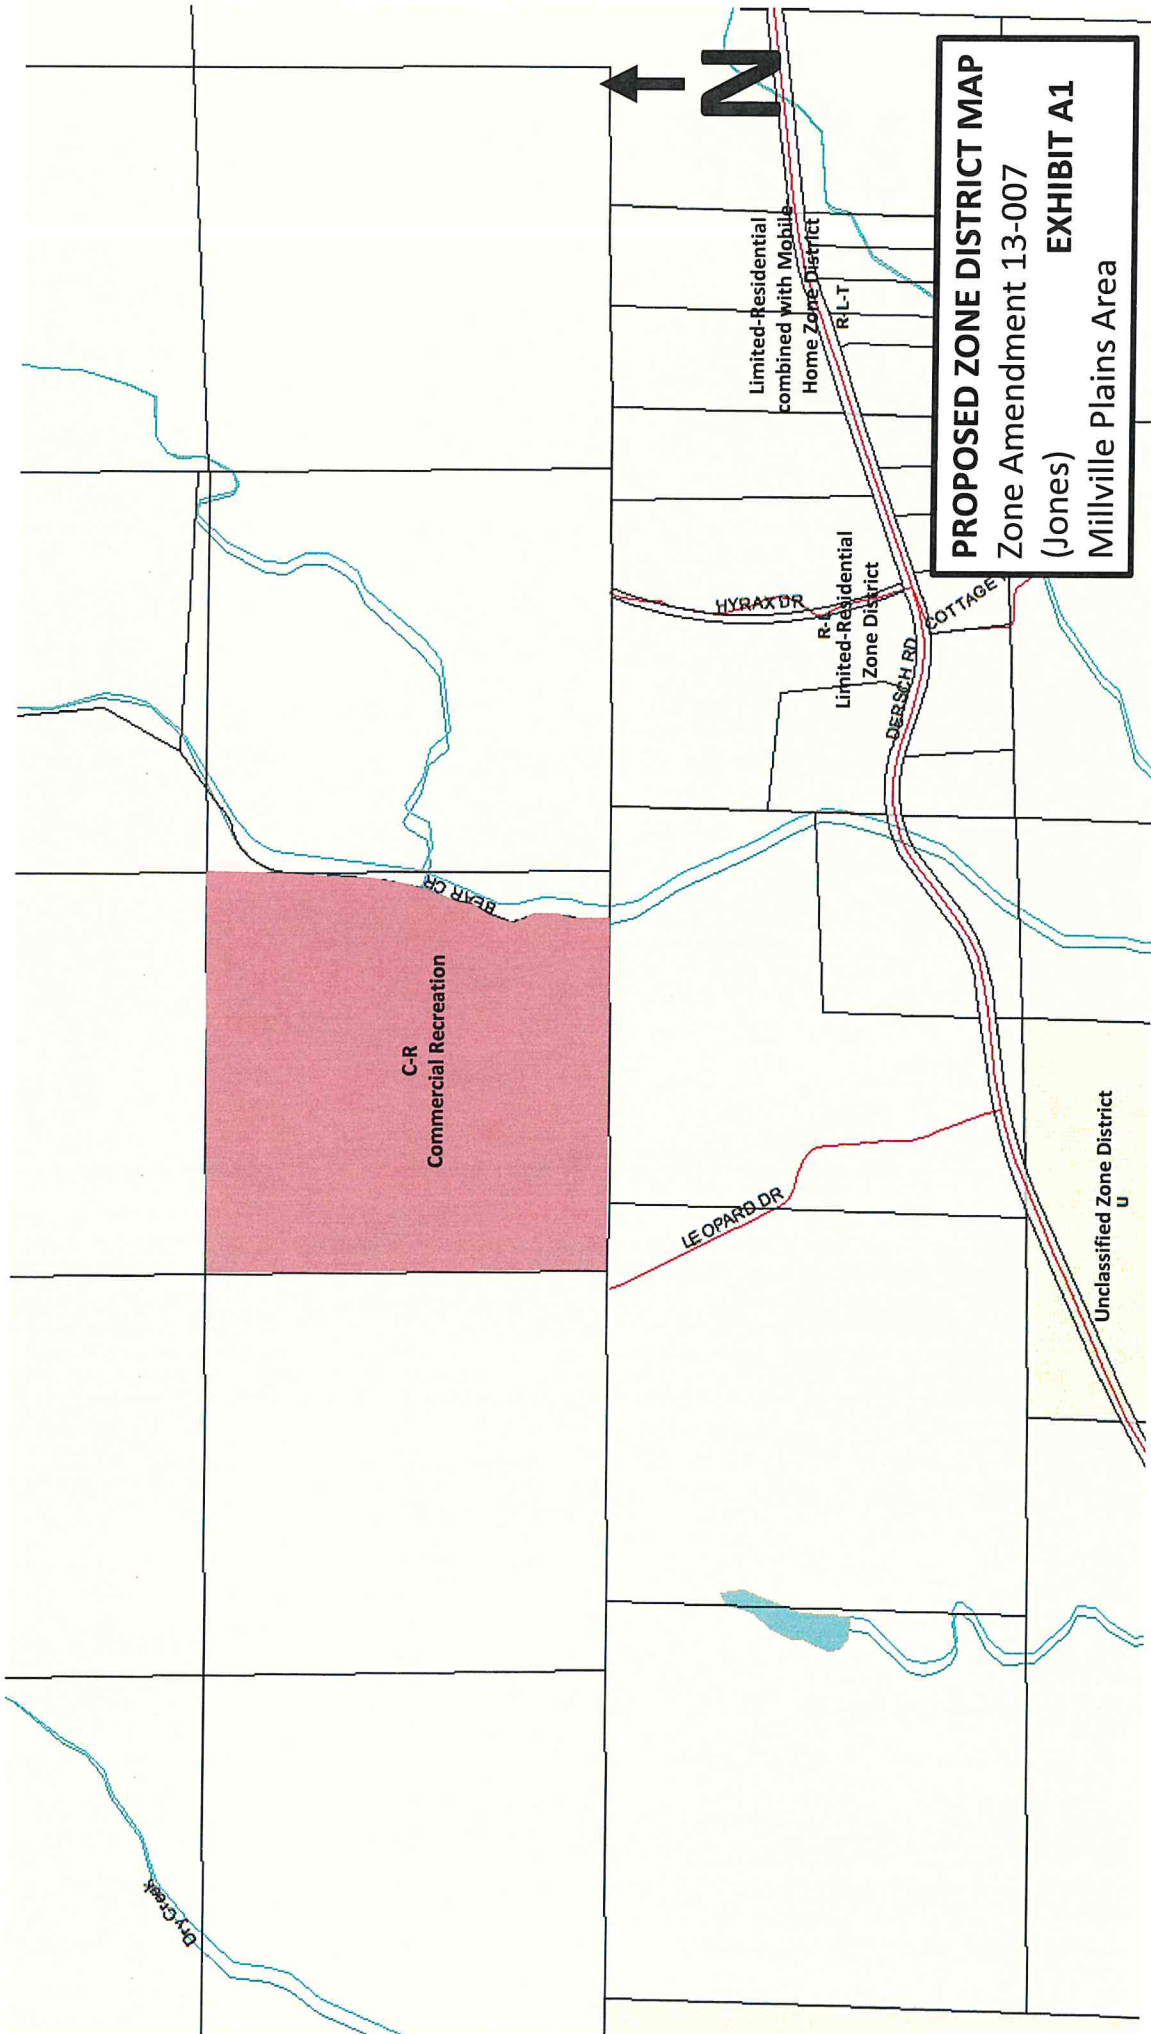 PROPOSED ZONE DISTRICT MAP
Zone Amendment 13-007
(Jones) EXHIBIT A1
Millville Plains Area
N
Dry Creek
C-R
Commercial Recreation
BEAR CR
LEOPARD DR
Unclassified Zone District
U
HYRAX DR
R-L
Limited-Residential
Zone District
DERSCH RD
COTTAGE
Limited-Residential
combined with Mobile
Home Zone District
R-L-T